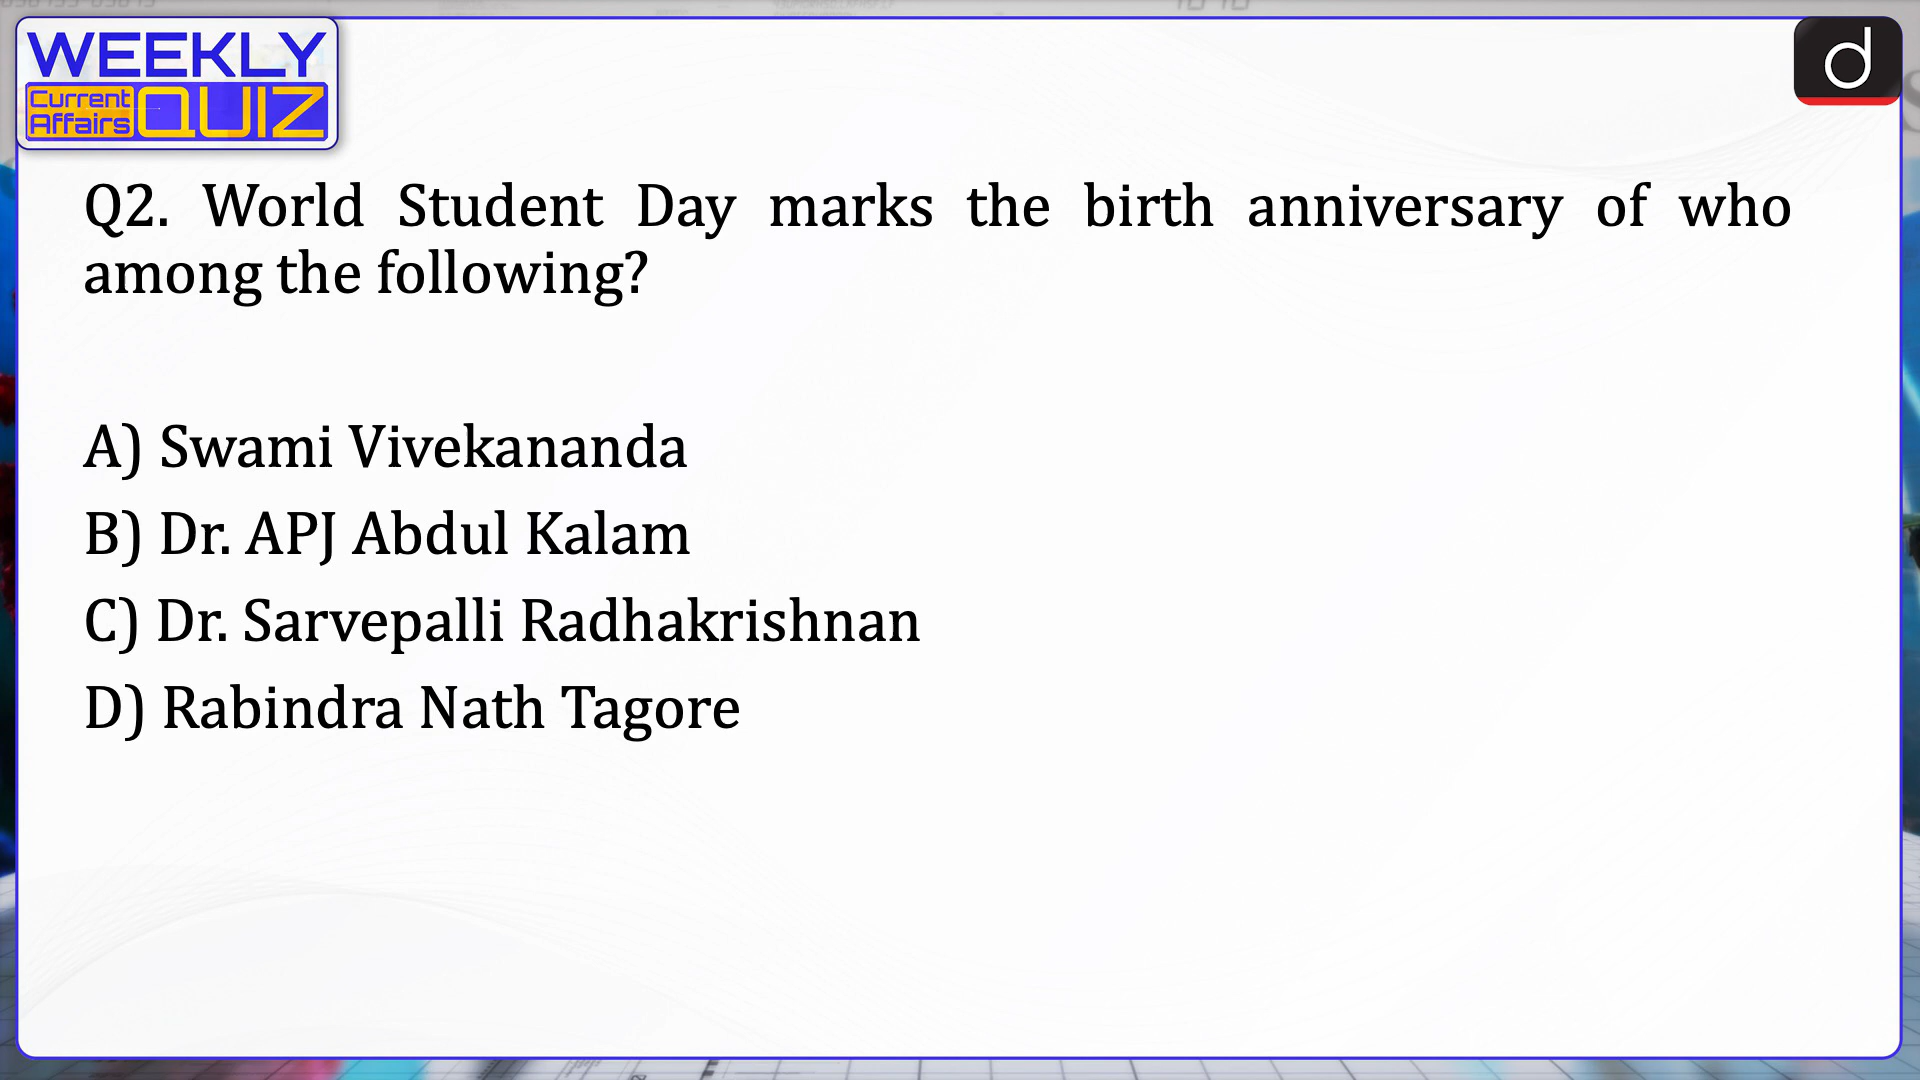 WEEKLY
Current
Affairs
QUIZ
d
Q2. World Student Day marks the birth anniversary of who
among the following?
A) Swami Vivekananda
B) Dr. APJ Abdul Kalam
C) Dr. Sarvepalli Radhakrishnan
D) Rabindra Nath Tagore